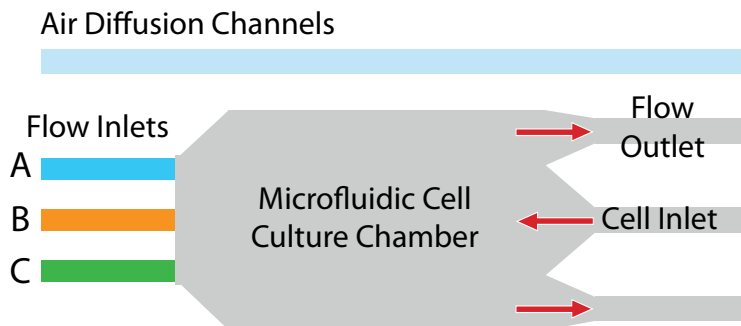 Air Diffusion Channels
Flow Inlets
A
B
C
Microfluidic Cell
Culture Chamber
Flow
Outlet
Cell Inlet